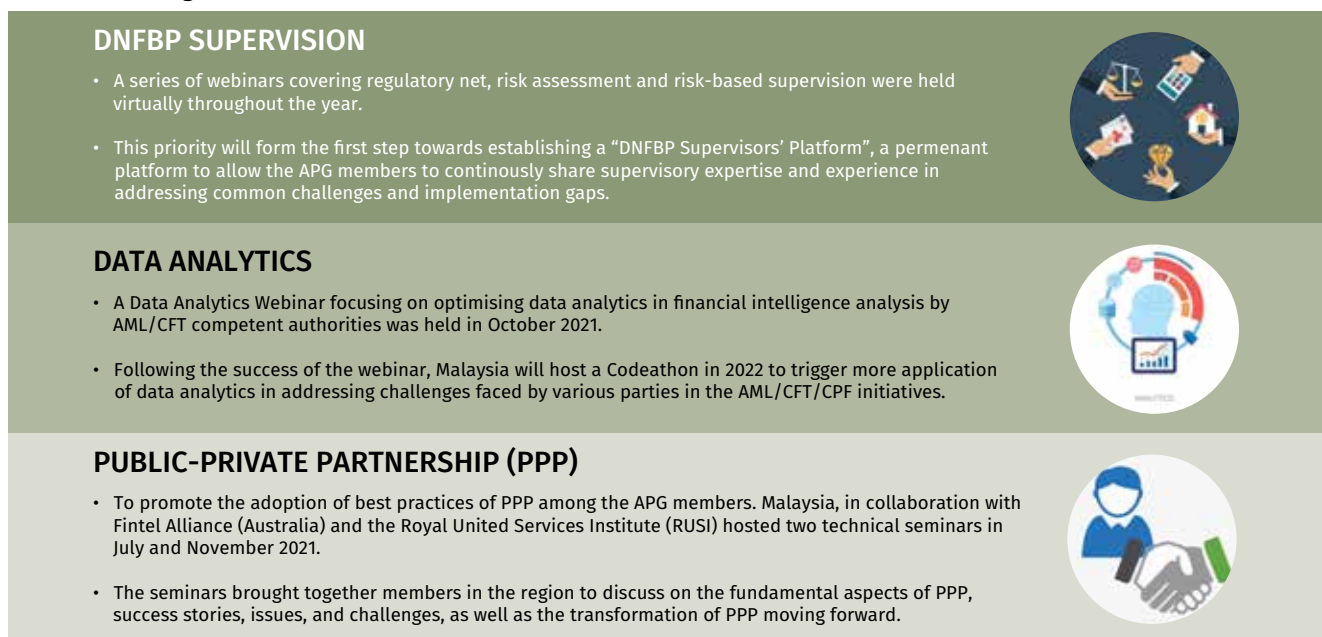 DNFBP SUPERVISION
• A series of webinars covering regulatory net, risk assessment and risk-based supervision were held
virtually throughout the year.
• This priority will form the first step towards establishing a “DNFBP Supervisors’ Platform”, a permenant
platform to allow the APG members to continously share supervisory expertise and experience in
addressing common challenges and implementation gaps.
DATA ANALYTICS
• A Data Analytics Webinar focusing on optimising data analytics in financial intelligence analysis by
AML/CFT competent authorities was held in October 2021.
• Following the success of the webinar, Malaysia will host a Codeathon in 2022 to trigger more application
of data analytics in addressing challenges faced by various parties in the AML/CFT/CPF initiatives.
PUBLIC-PRIVATE PARTNERSHIP (PPP)
• To promote the adoption of best practices of PPP among the APG members. Malaysia, in collaboration with
Fintel Alliance (Australia) and the Royal United Services Institute (RUSI) hosted two technical seminars in
July and November 2021.
• The seminars brought together members in the region to discuss on the fundamental aspects of PPP,
success stories, issues, and challenges, as well as the transformation of PPP moving forward.